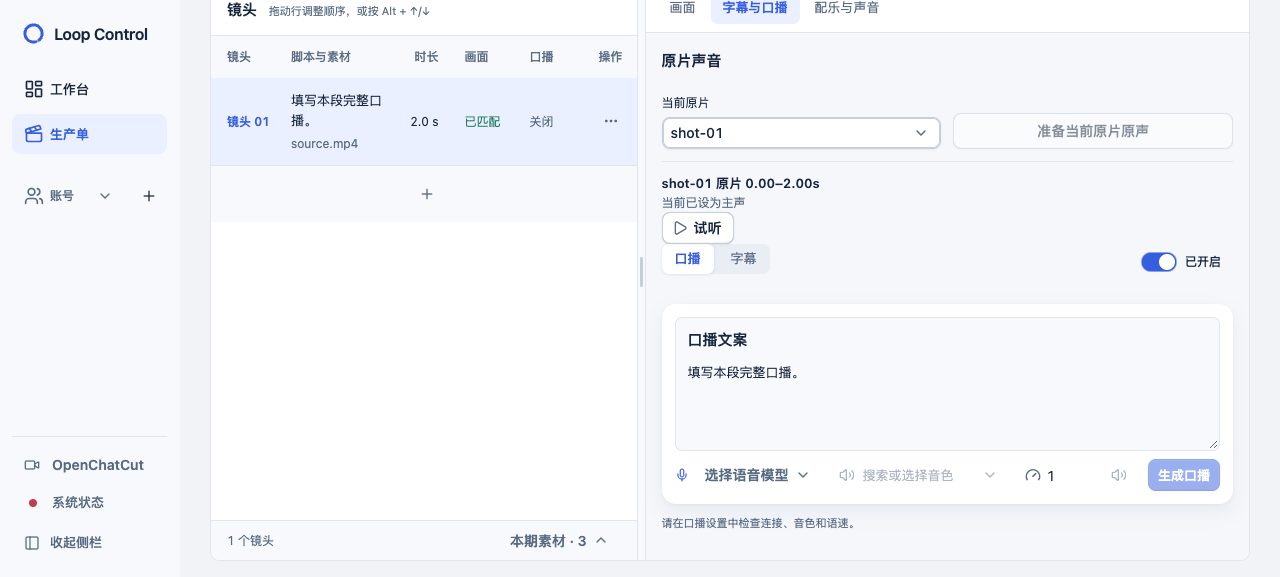 Loop Control
工作台
生产单
账号
OpenChatCut
系统状态
收起侧栏
镜头 拖动行调整顺序，或按 Alt + ↑/↓
镜头 脚本与素材 时长 画面 口播 操作
镜头 01 填写本段完整口播。 2.0 s 已匹配 关闭 ···
source.mp4
+
1 个镜头 本期素材 · 3
画面 字幕与口播 配乐与声音
原片声音
当前原片
shot-01 准备当前原片原声
shot-01 原片 0.00–2.00s
当前已设为主声
试听
口播 字幕 已开启
口播文案
填写本段完整口播。
选择语音模型 搜索或选择音色 1 生成口播
请在口播设置中检查连接、音色和语速。